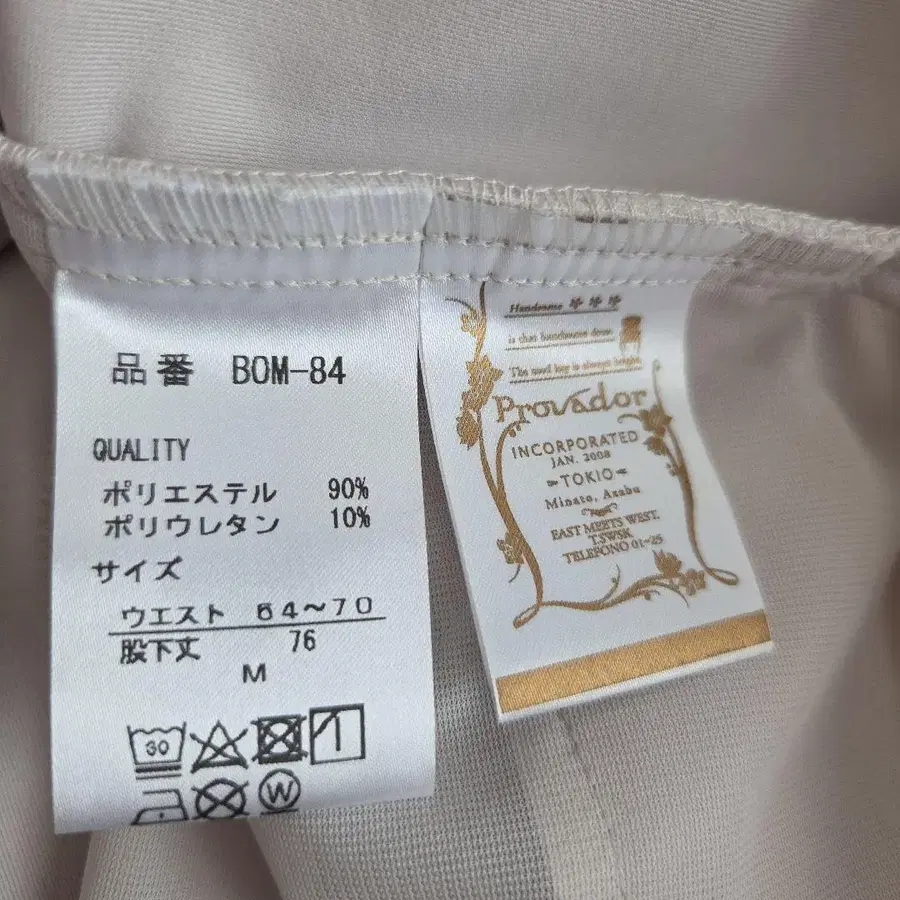 品番 BOM-84
QUALITY
ポリエステル 90%
ポリウレタン 10%
サイズ
ウエスト 64～70
股下丈 76
M
30
W
Handsome
is that handsome does.
The used key is always bright.
Provador
INCORPORATED
JAN. 2008
TOKIO
Minato, Azabu
EAST MEETS WEST.
T.SWSK.
TELEFONO 01-25